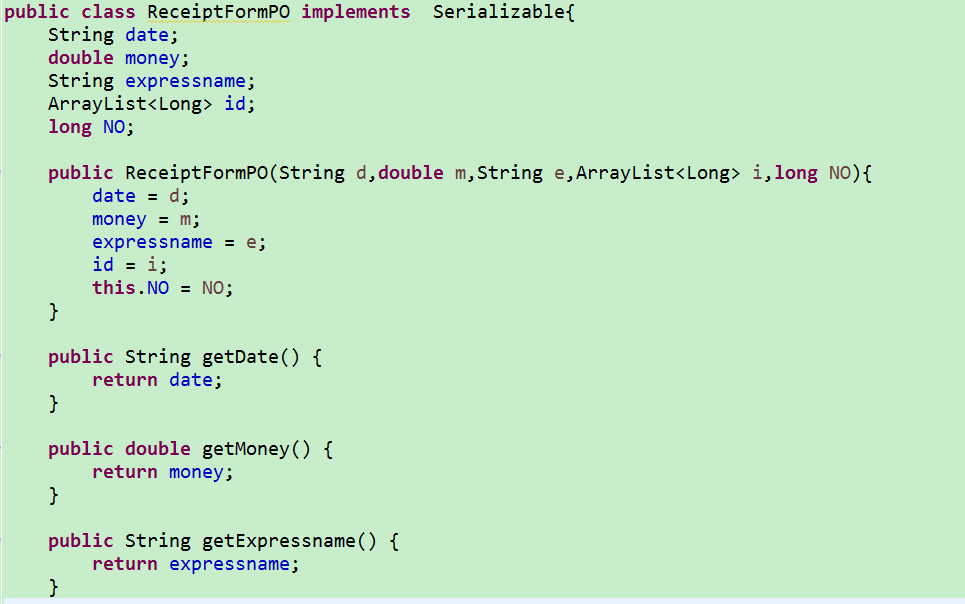 public class ReceiptFormPO implements  Serializable{
    String date;
    double money;
    String expressname;
    ArrayList<Long> id;
    long NO;

    public ReceiptFormPO(String d,double m,String e,ArrayList<Long> i,long NO){
        date = d;
        money = m;
        expressname = e;
        id = i;
        this.NO = NO;
    }

    public String getDate() {
        return date;
    }

    public double getMoney() {
        return money;
    }

    public String getExpressname() {
        return expressname;
    }